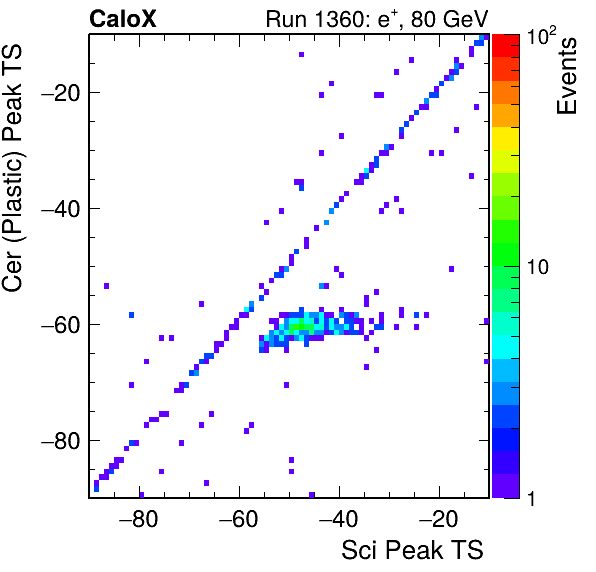 CaloX Run 1360: e⁺, 80 GeV
Cer (Plastic) Peak TS
−20
−40
−60
−80
−80 −60 −40 −20
Sci Peak TS
10²
10
1
Events